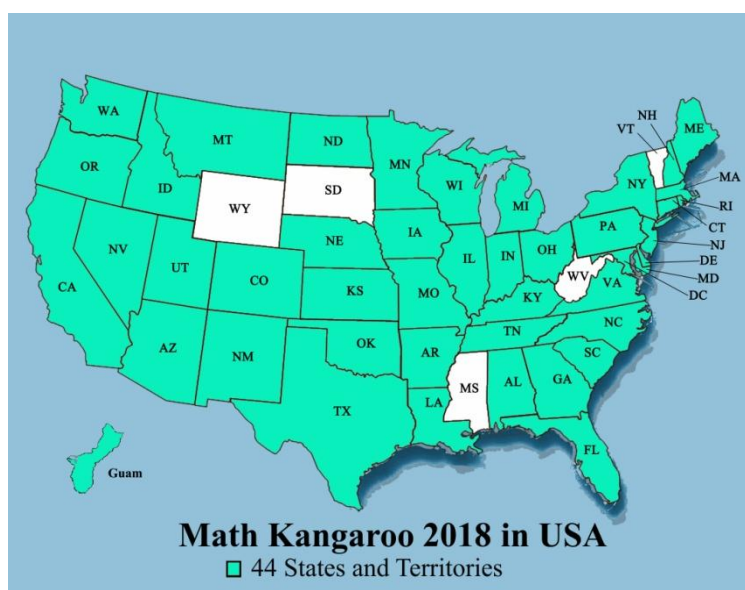 NH
VT
WA
ME
MT
ND
MN
OR
MA
ID
WI
NY
SD
WY
MI
RI
CT
PA
IA
NJ
NE
NV
OH
IN
IL
DE
UT
WV
MD
CO
VA
CA
DC
KS
MO
KY
NC
TN
OK
AZ
AR
SC
NM
MS
AL
GA
LA
TX
FL
Guam
Math Kangaroo 2018 in USA
44 States and Territories